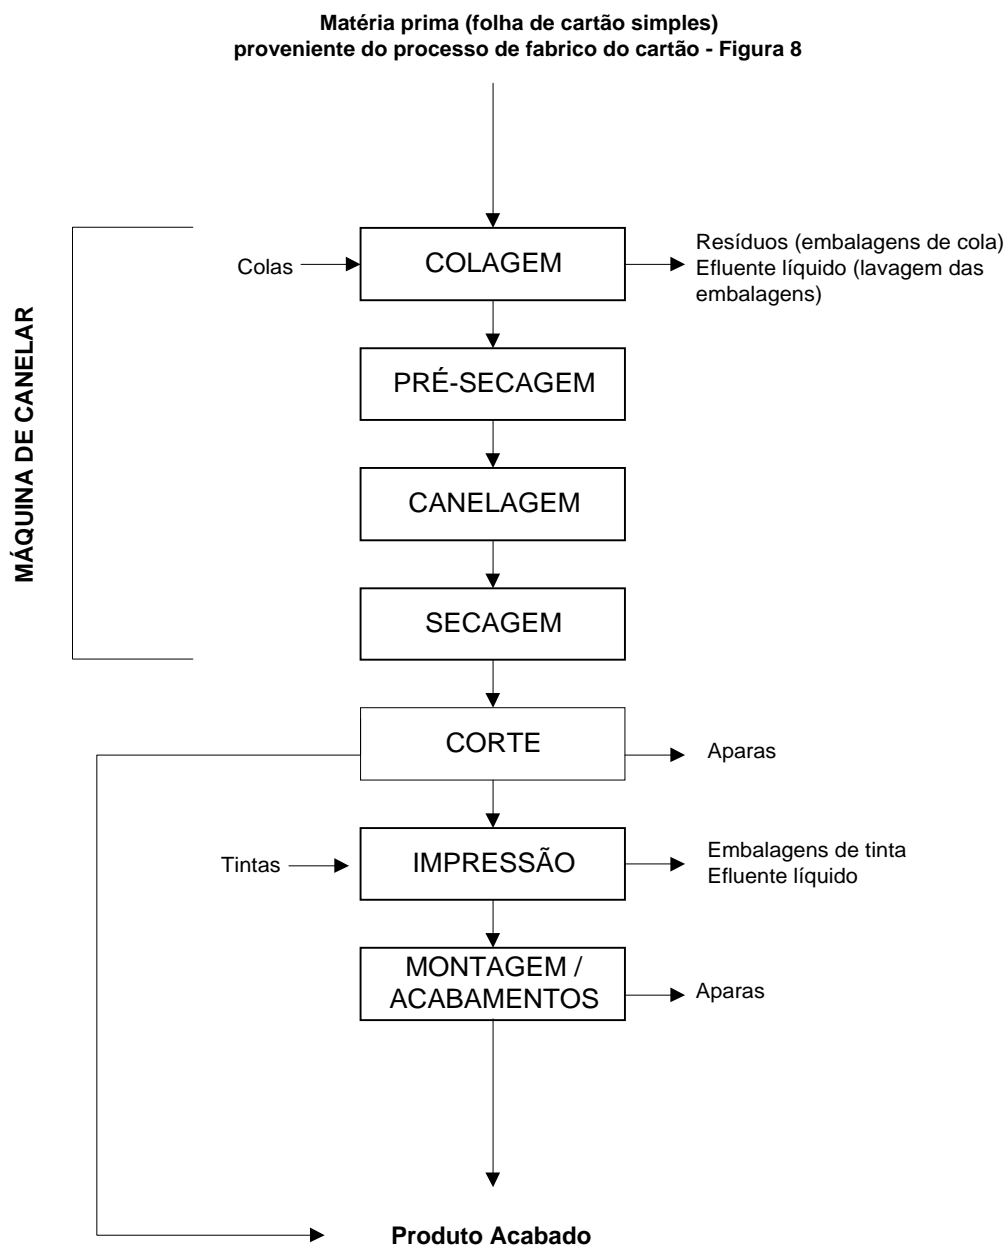 Matéria prima (folha de cartão simples)
proveniente do processo de fabrico do cartão - Figura 8
MÁQUINA DE CANELAR
Colas
COLAGEM
Resíduos (embalagens de cola)
Efluente líquido (lavagem das
embalagens)
PRÉ-SECAGEM
CANELAGEM
SECAGEM
CORTE
Aparas
Tintas
IMPRESSÃO
Embalagens de tinta
Efluente líquido
MONTAGEM /
ACABAMENTOS
Aparas
Produto Acabado